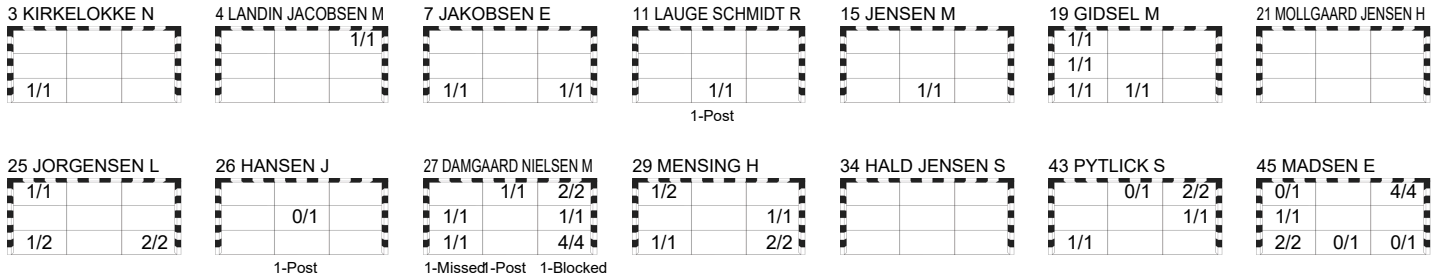 3 KIRKELOKKE N 4 LANDIN JACOBSEN M 7 JAKOBSEN E 11 LAUGE SCHMIDT R 15 JENSEN M 19 GIDSEL M 21 MOLLGAARD JENSEN H
1/1 1/1
1/1
1/1 1/1 1/1 1/1 1/1 1/1 1/1
1-Post
25 JORGENSEN L 26 HANSEN J 27 DAMGAARD NIELSEN M 29 MENSING H 34 HALD JENSEN S 43 PYTLICK S 45 MADSEN E
1/1 1/1 2/2 1/2 0/1 2/2 0/1 4/4
0/1 1/1 1/1 1/1 1/1 1/1
1/2 2/2 1/1 4/4 1/1 2/2 1/1 2/2 0/1 0/1
1-Post 1-Missed 1-Post 1-Blocked